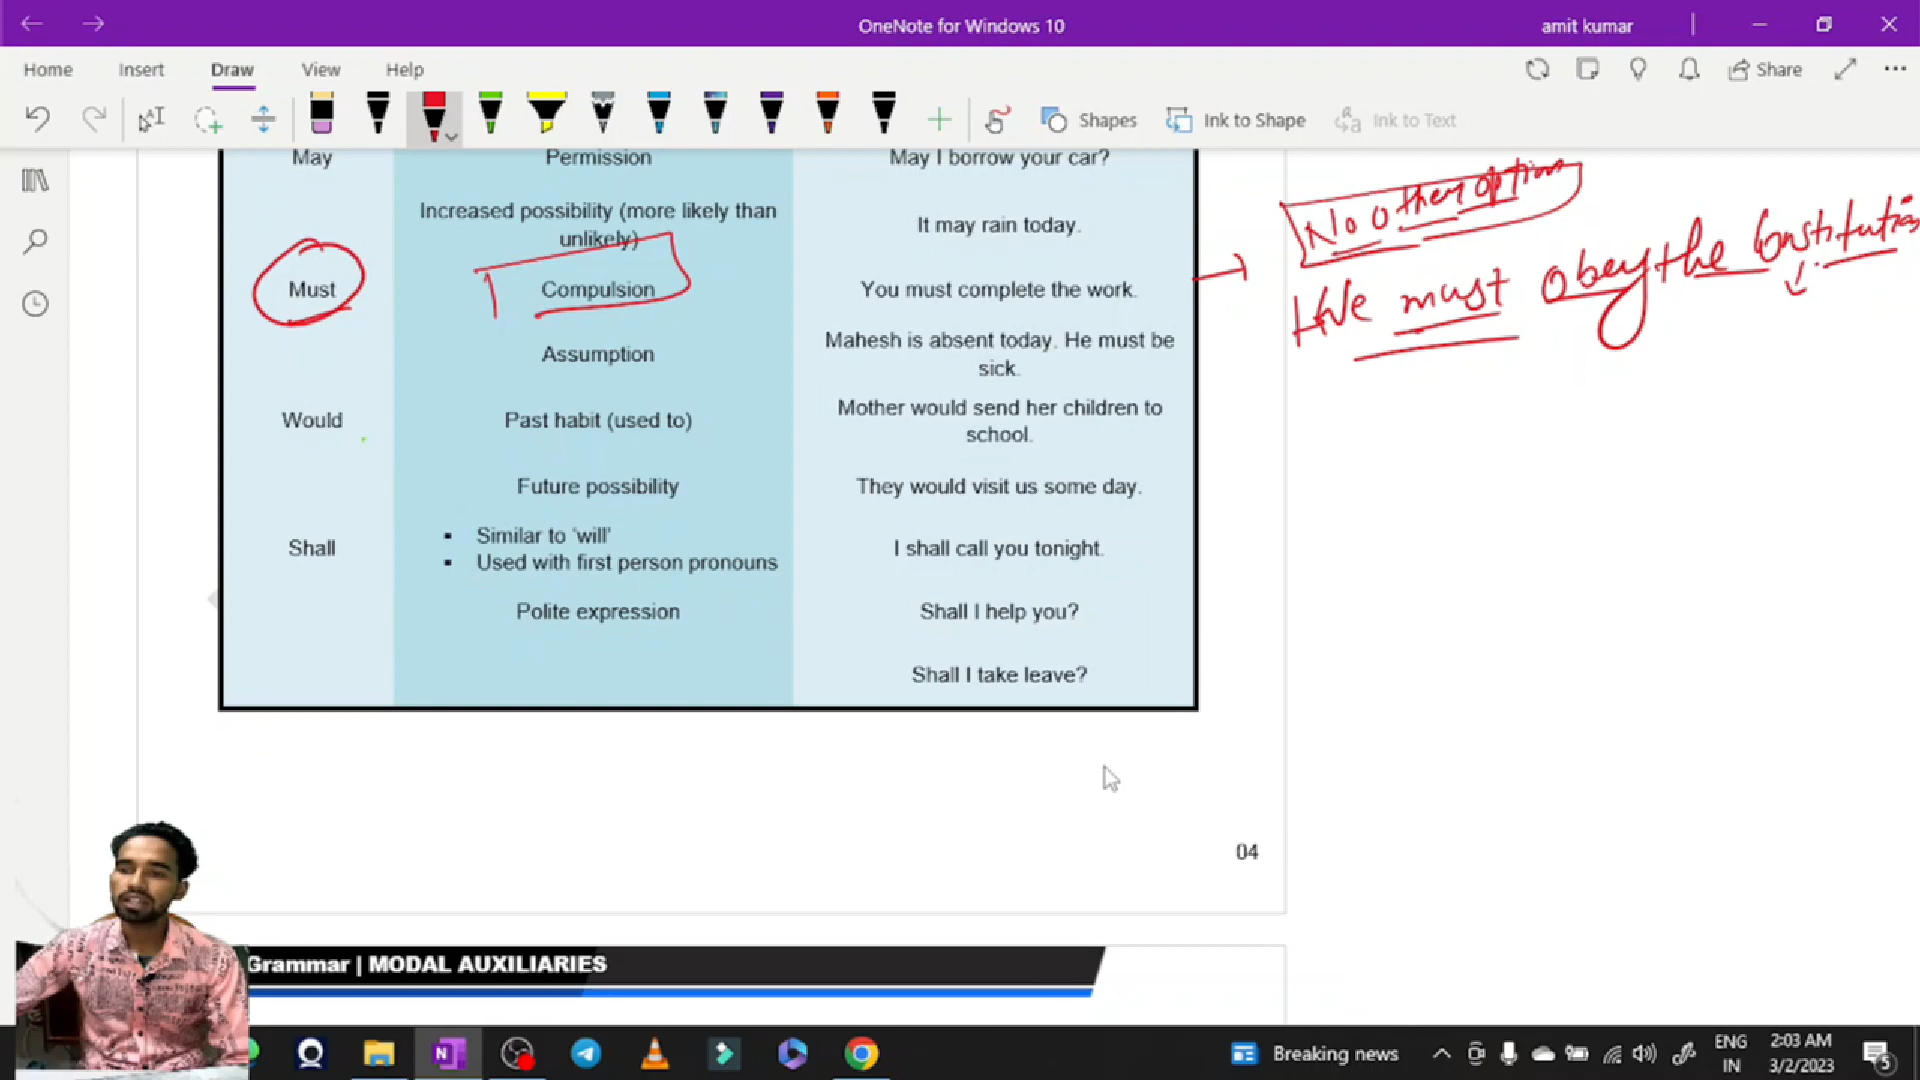 OneNote for Windows 10
amit kumar
Home Insert Draw View Help
Share
Shapes Ink to Shape Ink to Text
May Permission May I borrow your car?
Increased possibility (more likely than
unlikely)
It may rain today.
Must Compulsion You must complete the work.
Assumption
Mahesh is absent today. He must be
sick.
Would Past habit (used to)
Mother would send her children to
school.
Future possibility They would visit us some day.
Shall
▪ Similar to 'will'
▪ Used with first person pronouns
I shall call you tonight.
Polite expression Shall I help you?
Shall I take leave?
No other option
We must obey the Constitution
04
Grammar | MODAL AUXILIARIES
Breaking news
ENG
IN
2:03 AM
3/2/2023
5